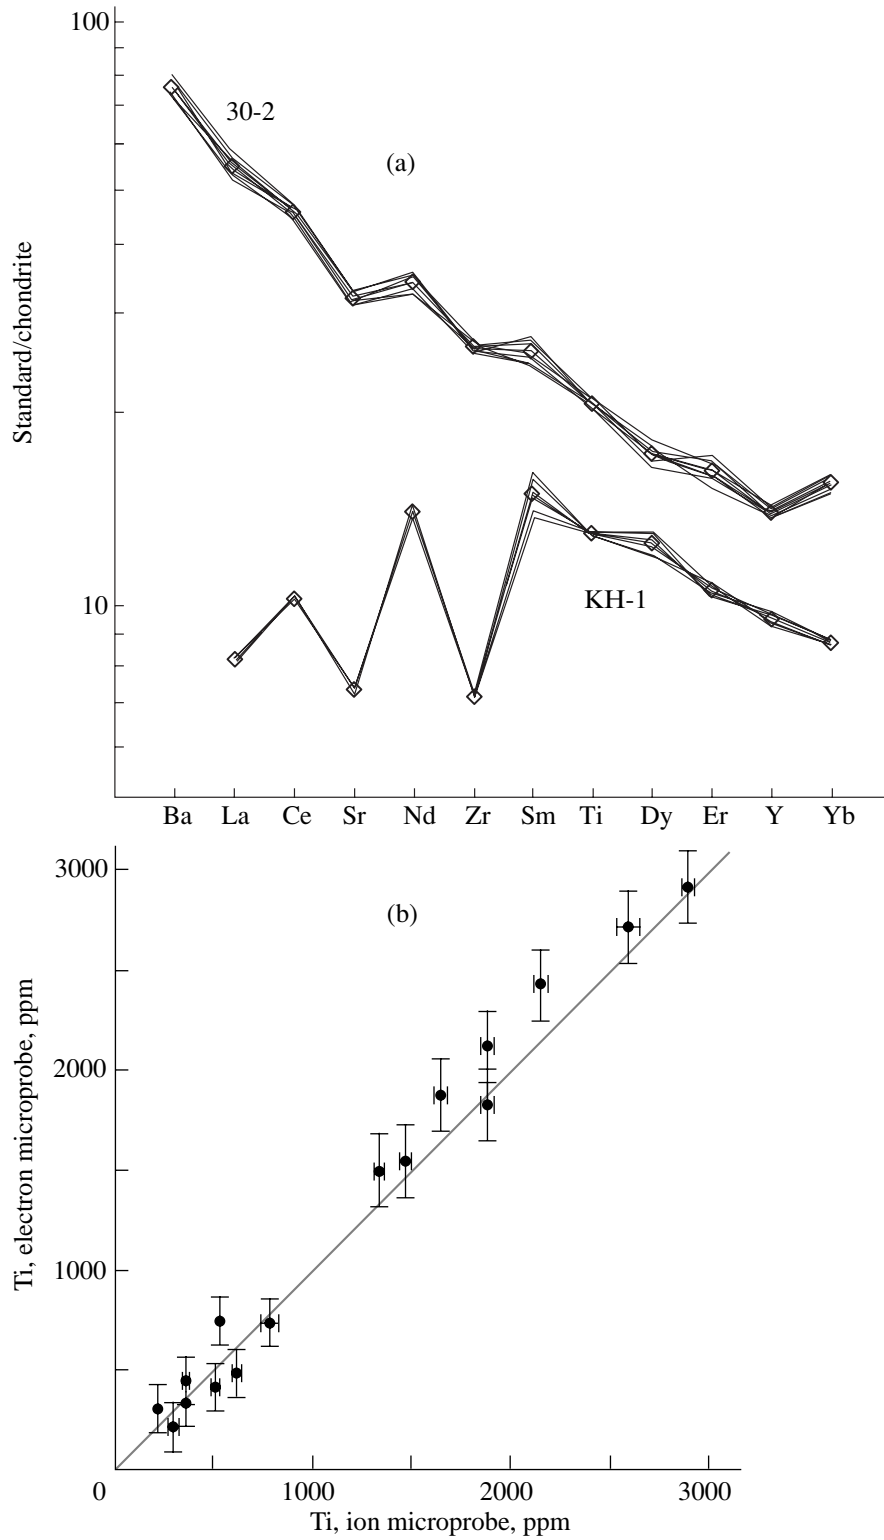 100
30-2
(a)
Standard/chondrite
20
10
KH-1
Ba La Ce Sr Nd Zr Sm Ti Dy Er Y Yb
3000
(b)
Ti, electron microprobe, ppm
2000
1000
0 1000 2000 3000
Ti, ion microprobe, ppm